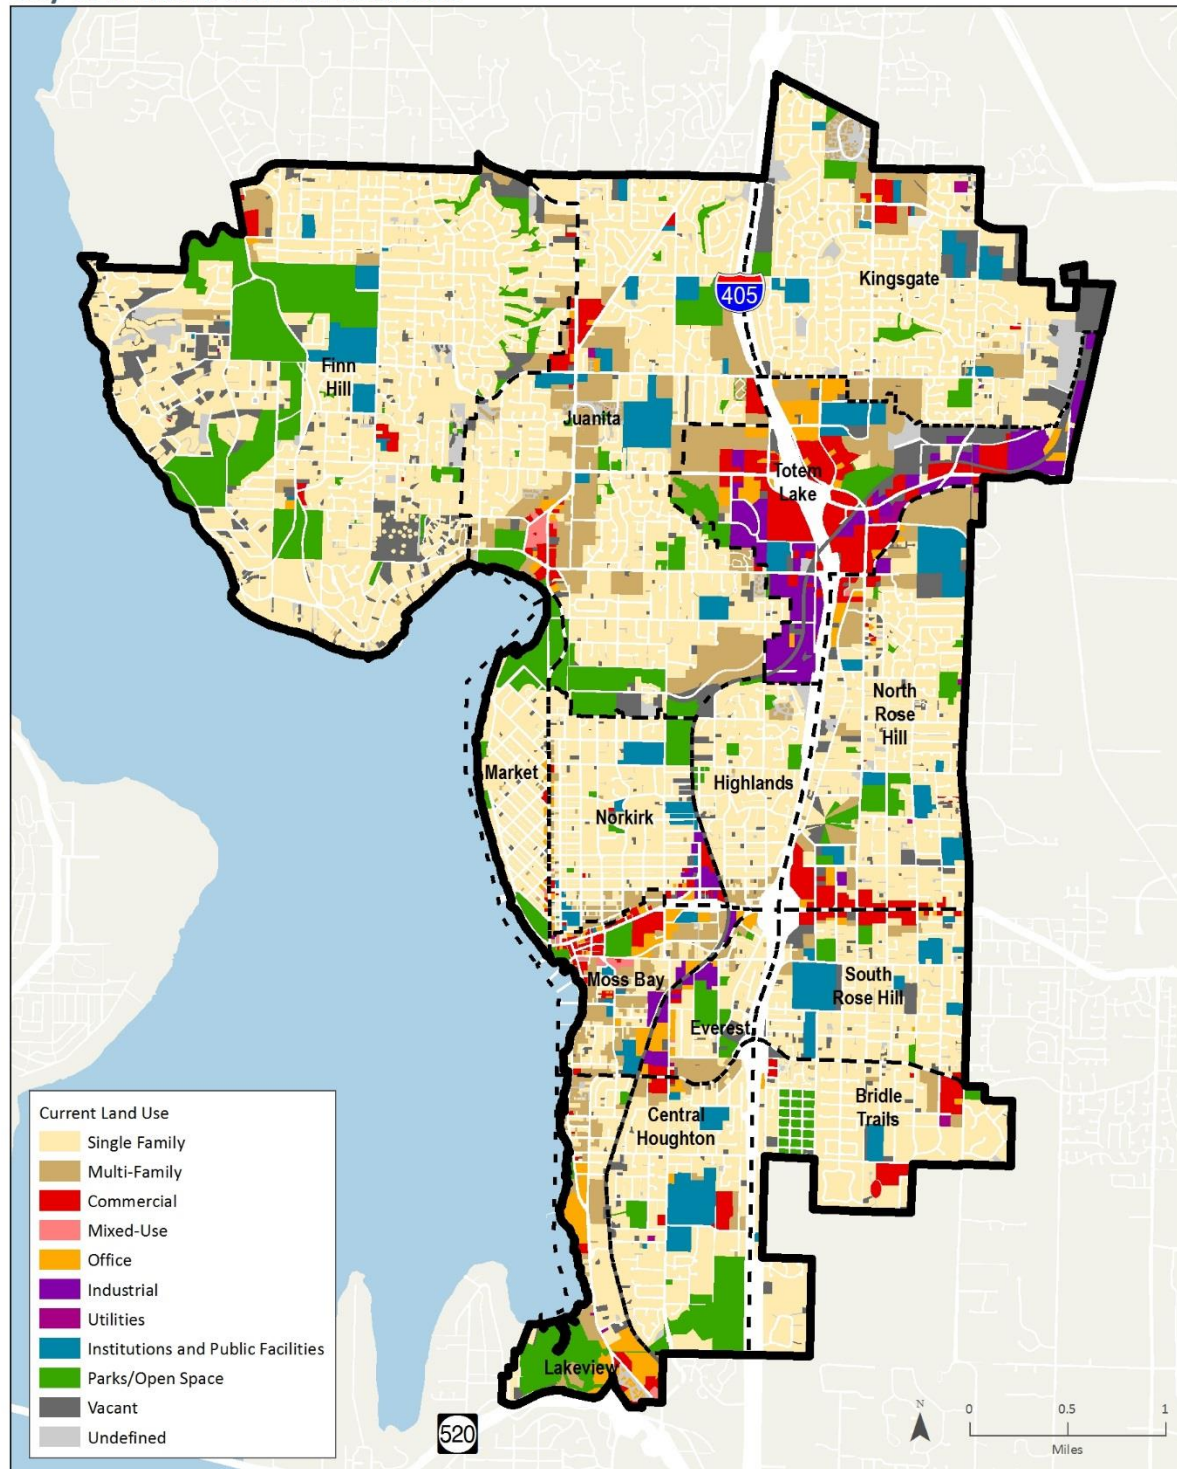 405
Kingsgate
Finn
Hill
Juanita
Totem
Lake
North
Rose
Hill
Market
Highlands
Norkirk
Moss Bay
South
Rose Hill
Everest
Bridle
Trails
Central
Houghton
Lakeview
520
Current Land Use
Single Family
Multi-Family
Commercial
Mixed-Use
Office
Industrial
Utilities
Institutions and Public Facilities
Parks/Open Space
Vacant
Undefined
N
0 0.5 1
Miles